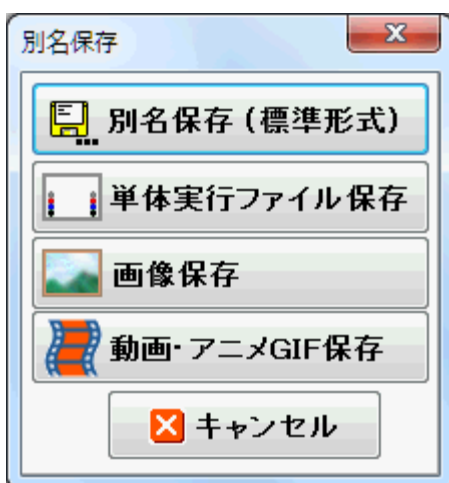 別名保存
別名保存(標準形式)
単体実行ファイル保存
画像保存
動画・アニメGIF保存
キャンセル